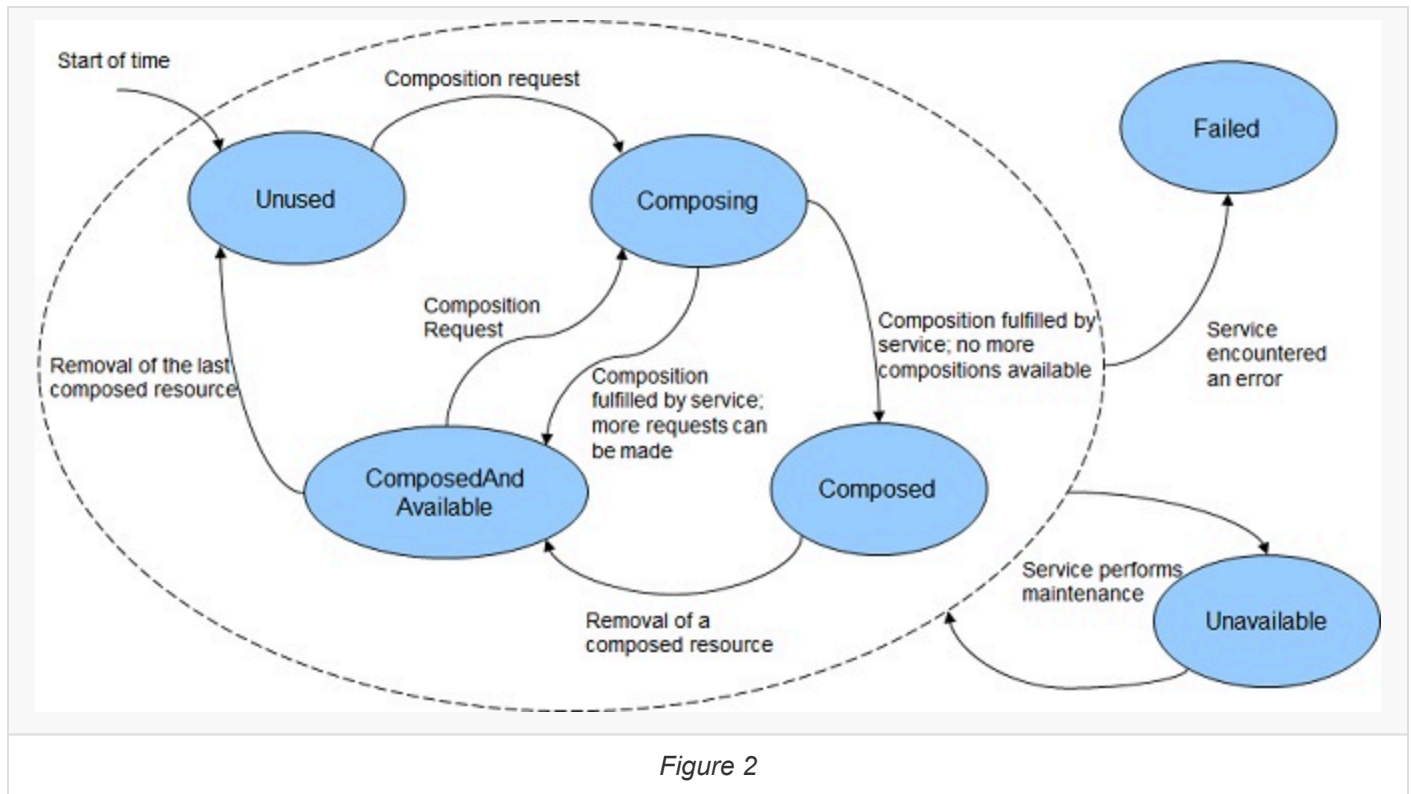 Start of time
Composition request
Failed
Unused
Composing
Composition
Request
Composition fulfilled by
service; no more
compositions available
Service
encountered
an error
Removal of the last
composed resource
Composition
fulfilled by service;
more requests can
be made
ComposedAnd
Available
Composed
Service performs
maintenance
Unavailable
Removal of a
composed resource
Figure 2